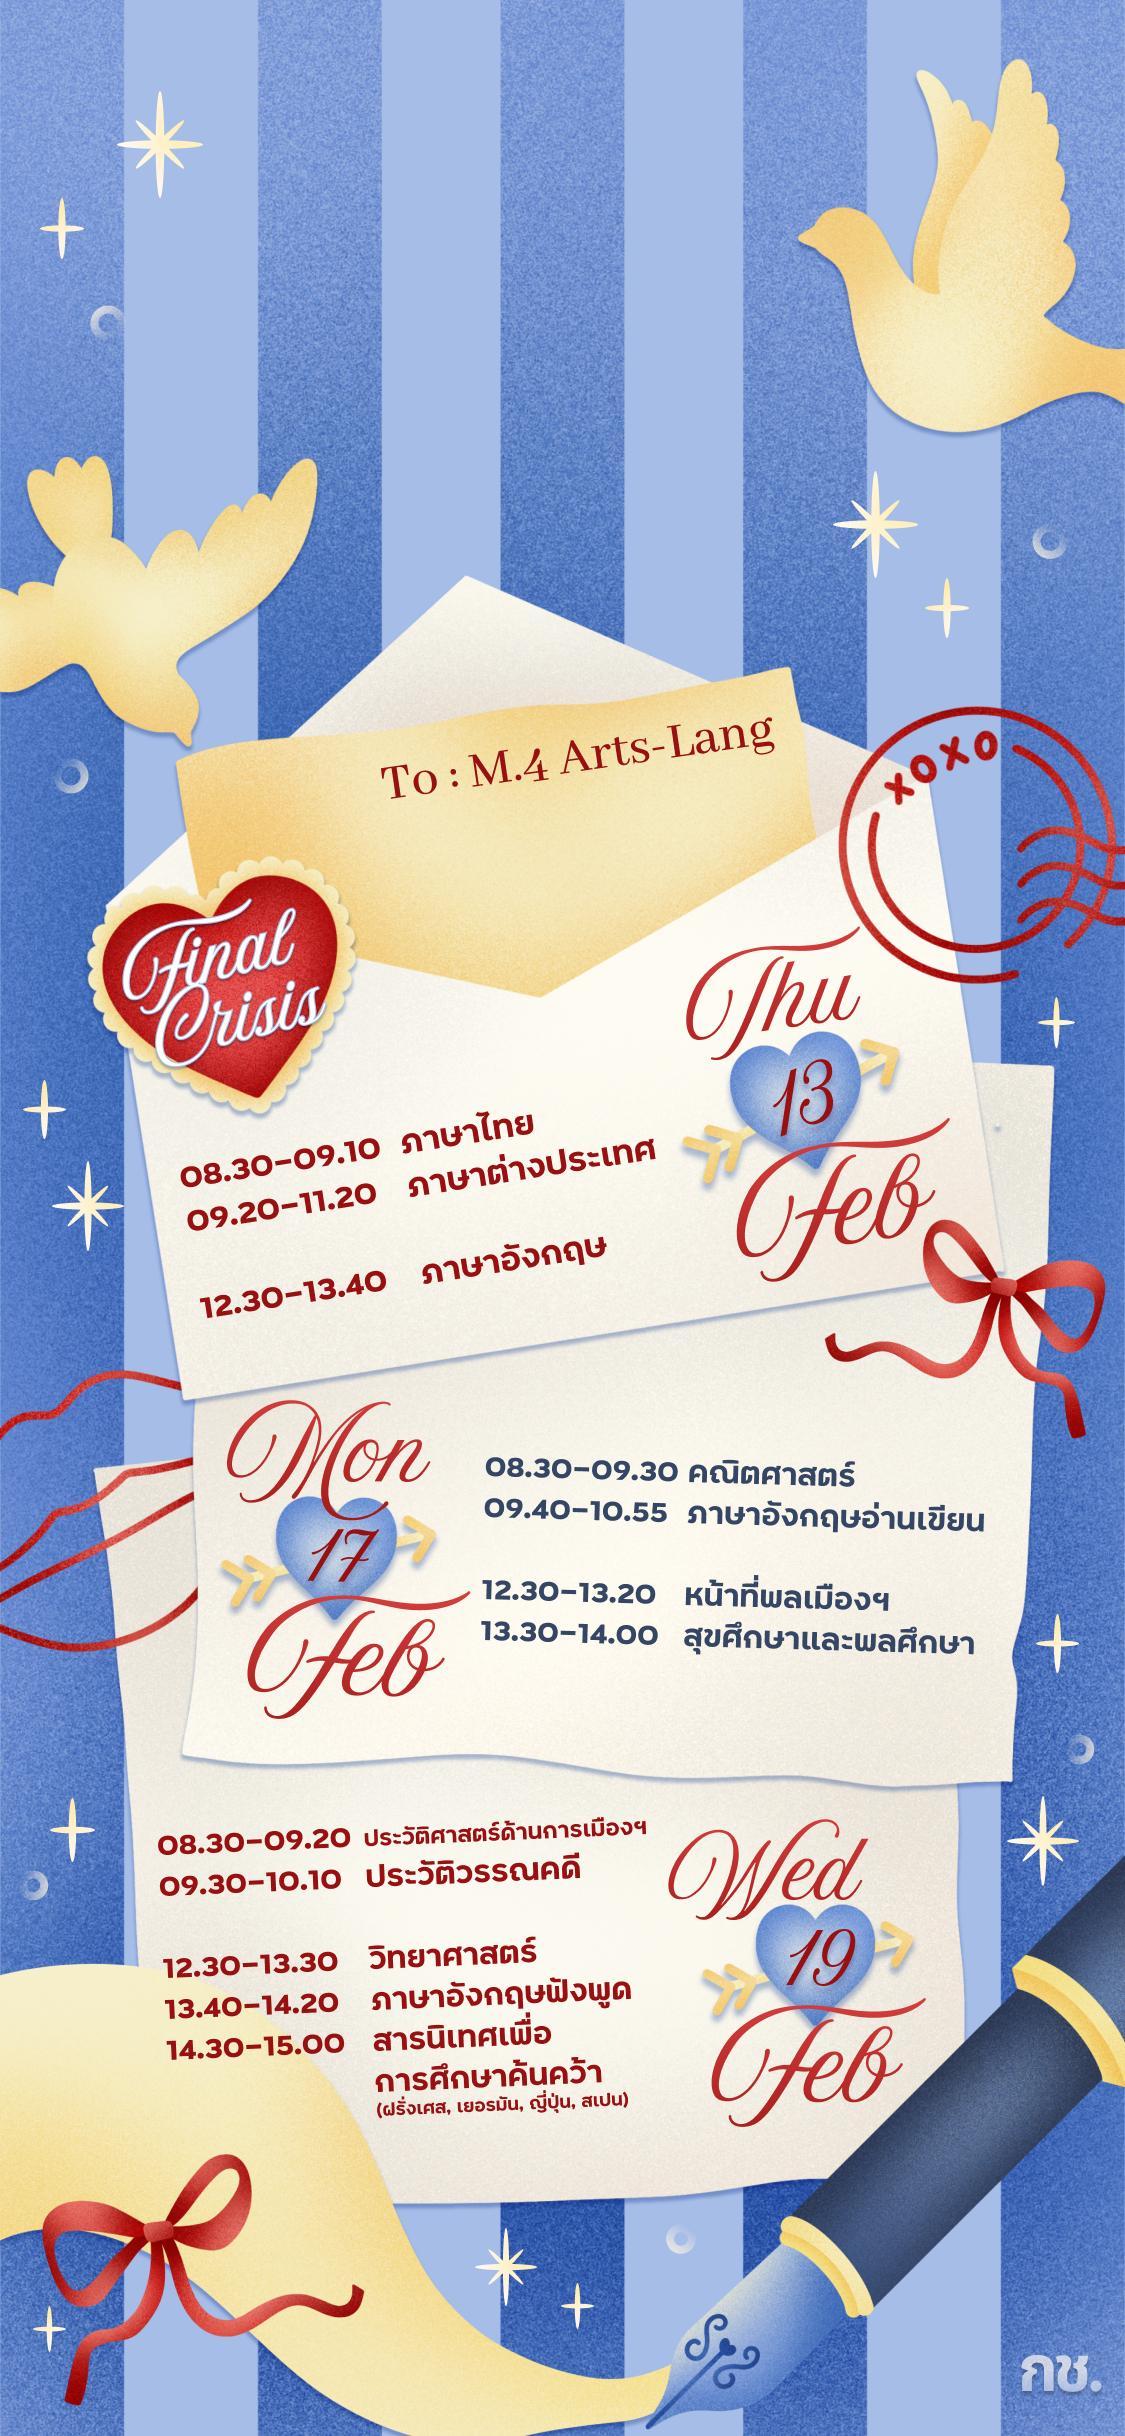 To : M.4 Arts-Lang
xoxo
Final
Crisis
Thu
13
Feb
08.30-09.10 ภาษาไทย
09.20-11.20 ภาษาต่างประเทศ
12.30-13.40 ภาษาอังกฤษ
Mon
17
Feb
08.30-09.30 คณิตศาสตร์
09.40-10.55 ภาษาอังกฤษอ่านเขียน
12.30-13.20 หน้าที่พลเมืองฯ
13.30-14.00 สุขศึกษาและพลศึกษา
08.30-09.20 ประวัติศาสตร์ด้านการเมืองฯ
09.30-10.10 ประวัติวรรณคดี
Wed
19
Feb
12.30-13.30 วิทยาศาสตร์
13.40-14.20 ภาษาอังกฤษฟังพูด
14.30-15.00 สารนิเทศเพื่อ
การศึกษาค้นคว้า
(ฝรั่งเศส, เยอรมัน, ญี่ปุ่น, สเปน)
กช.